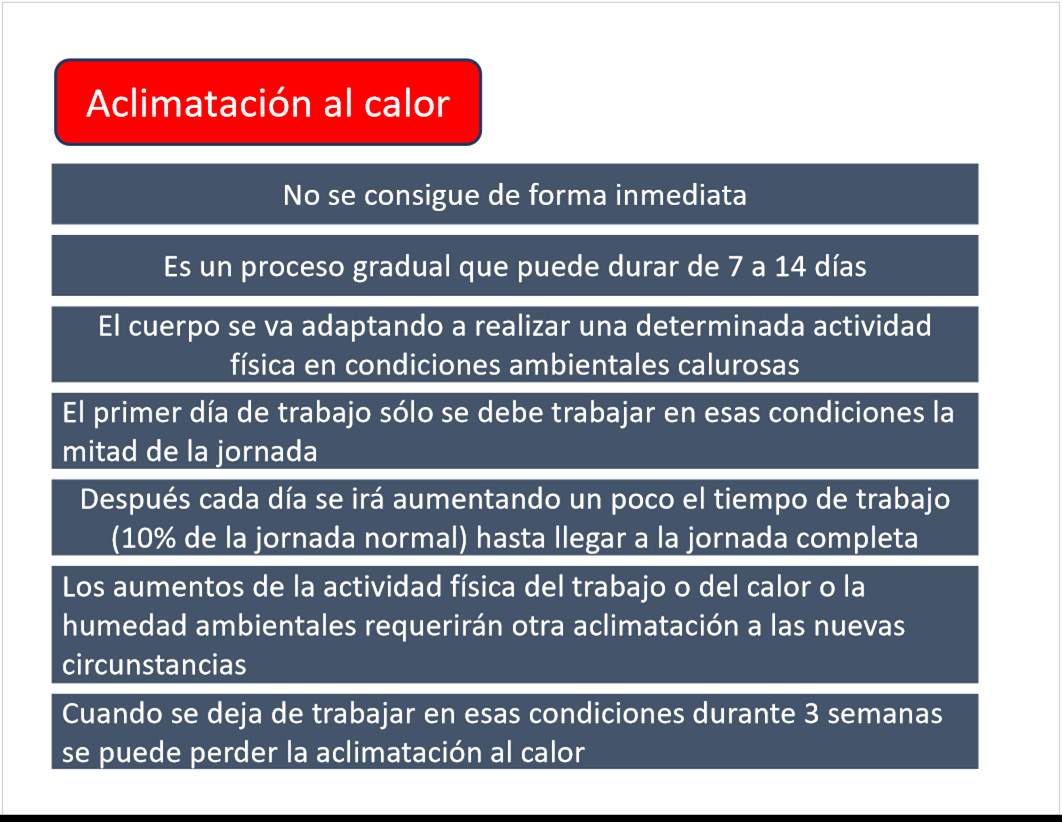 Aclimatación al calor
No se consigue de forma inmediata
Es un proceso gradual que puede durar de 7 a 14 días
El cuerpo se va adaptando a realizar una determinada actividad
física en condiciones ambientales calurosas
El primer día de trabajo sólo se debe trabajar en esas condiciones la
mitad de la jornada
Después cada día se irá aumentando un poco el tiempo de trabajo
(10% de la jornada normal) hasta llegar a la jornada completa
Los aumentos de la actividad física del trabajo o del calor o la
humedad ambientales requerirán otra aclimatación a las nuevas
circunstancias
Cuando se deja de trabajar en esas condiciones durante 3 semanas
se puede perder la aclimatación al calor